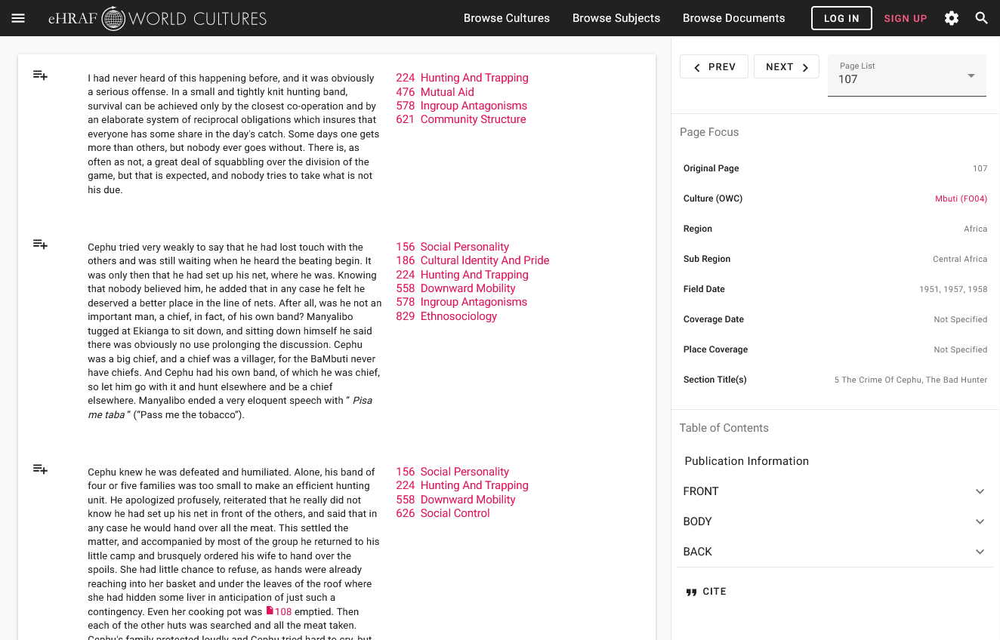 eHRAF WORLD CULTURES
Browse Cultures
Browse Subjects
Browse Documents
LOG IN
SIGN UP
I had never heard of this happening before, and it was obviously
a serious offense. In a small and tightly knit hunting band,
survival can be achieved only by the closest co-operation and by
an elaborate system of reciprocal obligations which insures that
everyone has some share in the day's catch. Some days one gets
more than others, but nobody ever goes without. There is, as
often as not, a great deal of squabbling over the division of the
game, but that is expected, and nobody tries to take what is not
his due.
224 Hunting And Trapping
476 Mutual Aid
578 Ingroup Antagonisms
621 Community Structure
Cephu tried very weakly to say that he had lost touch with the
others and was still waiting when he heard the beating begin. It
was only then that he had set up his net, where he was. Knowing
that nobody believed him, he added that in any case he felt he
deserved a better place in the line of nets. After all, was he not an
important man, a chief, in fact, of his own band? Manyalibo
tugged at Ekianga to sit down, and sitting down himself he said
there was obviously no use prolonging the discussion. Cephu
was a big chief, and a chief was a villager, for the BaMbuti never
have chiefs. And Cephu had his own band, of which he was chief,
so let him go with it and hunt elsewhere and be a chief
elsewhere. Manyalibo ended a very eloquent speech with “ Pisa
me taba ” (“Pass me the tobacco”).
156 Social Personality
186 Cultural Identity And Pride
224 Hunting And Trapping
558 Downward Mobility
578 Ingroup Antagonisms
829 Ethnosociology
Cephu knew he was defeated and humiliated. Alone, his band of
four or five families was too small to make an efficient hunting
unit. He apologized profusely, reiterated that he really did not
know he had set up his net in front of the others, and said that in
any case he would hand over all the meat. This settled the
matter, and accompanied by most of the group he returned to his
little camp and brusquely ordered his wife to hand over the
spoils. She had little chance to refuse, as hands were already
reaching into her basket and under the leaves of the roof where
she had hidden some liver in anticipation of just such a
contingency. Even her cooking pot was 108 emptied. Then
each of the other huts was searched and all the meat taken.
Cephu's family protested loudly and Cephu tried hard to cry, but
156 Social Personality
224 Hunting And Trapping
558 Downward Mobility
626 Social Control
PREV
NEXT
Page List
107
Page Focus
Original Page 107
Culture (OWC) Mbuti (FO04)
Region Africa
Sub Region Central Africa
Field Date 1951, 1957, 1958
Coverage Date Not Specified
Place Coverage Not Specified
Section Title(s) 5 The Crime Of Cephu, The Bad Hunter
Table of Contents
Publication Information
FRONT
BODY
BACK
CITE